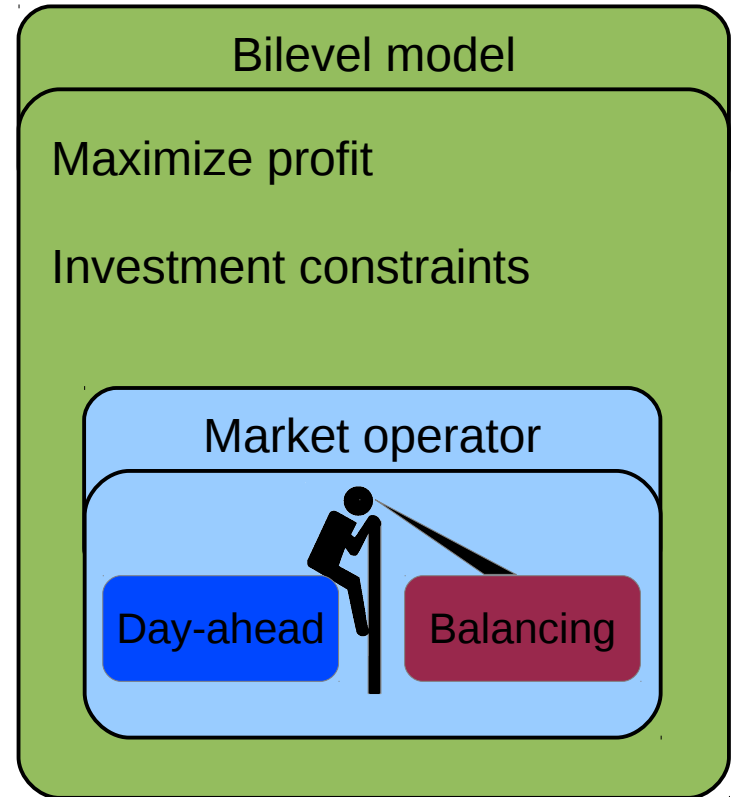 Bilevel model
Maximize profit
Investment constraints
Market operator
Day-ahead
Balancing